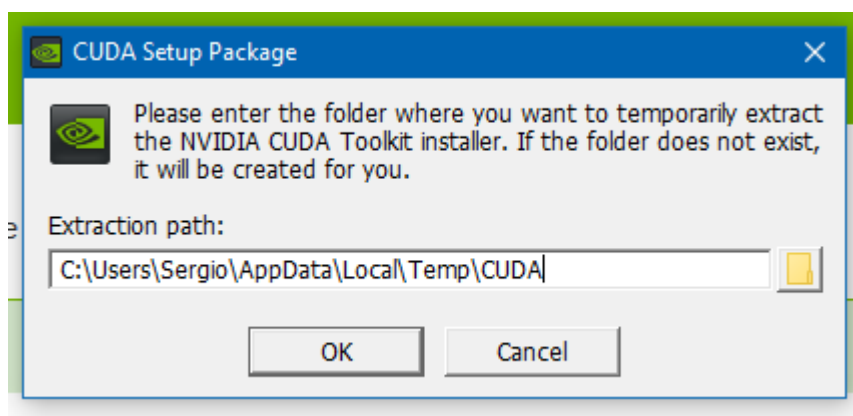 CUDA Setup Package
Please enter the folder where you want to temporarily extract
the NVIDIA CUDA Toolkit installer. If the folder does not exist,
it will be created for you.
e
Extraction path:
C:\Users\Sergio\AppData\Local\Temp\CUDA
OK Cancel